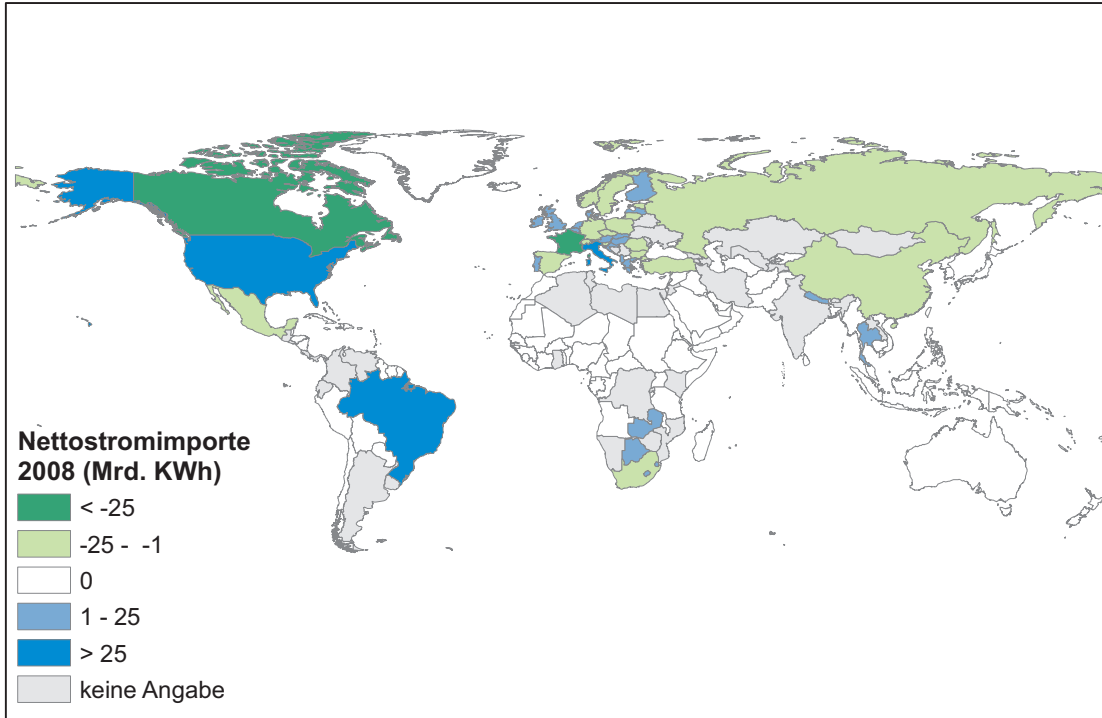 Nettostromimporte
2008 (Mrd. KWh)
< -25
-25 - -1
0
1 - 25
> 25
keine Angabe